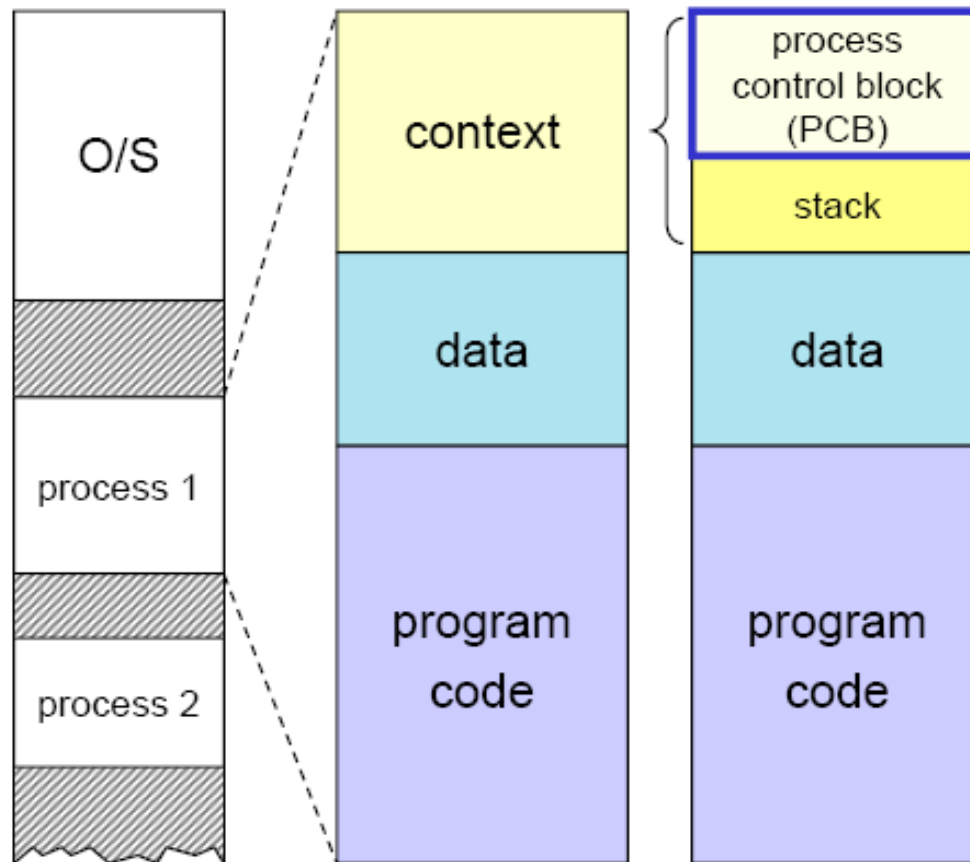 O/S
process 1
process 2
context
data
program
code
process
control block
(PCB)
stack
data
program
code